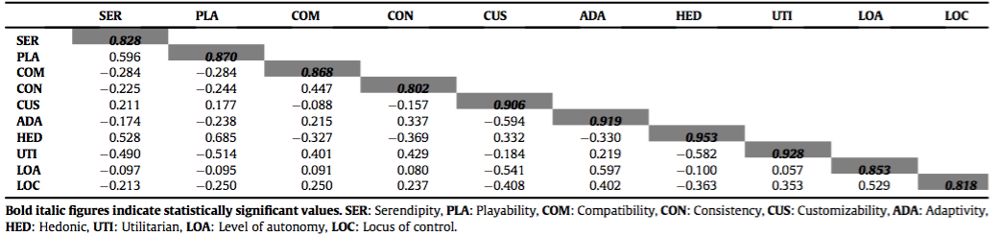 SER PLA COM CON CUS ADA HED UTI LOA LOC
SER 0.828
PLA 0.596 0.870
COM −0.284 −0.284 0.868
CON −0.225 −0.244 0.447 0.802
CUS 0.211 0.177 −0.088 −0.157 0.906
ADA −0.174 −0.238 0.215 0.337 −0.594 0.919
HED 0.528 0.685 −0.327 −0.369 0.332 −0.330 0.953
UTI −0.490 −0.514 0.401 0.429 −0.184 0.219 −0.582 0.928
LOA −0.097 −0.095 0.091 0.080 −0.541 0.597 −0.100 0.057 0.853
LOC −0.213 −0.250 0.250 0.237 −0.408 0.402 −0.363 0.353 0.529 0.818
Bold italic figures indicate statistically significant values. SER: Serendipity, PLA: Playability, COM: Compatibility, CON: Consistency, CUS: Customizability, ADA: Adaptivity,
HED: Hedonic, UTI: Utilitarian, LOA: Level of autonomy, LOC: Locus of control.